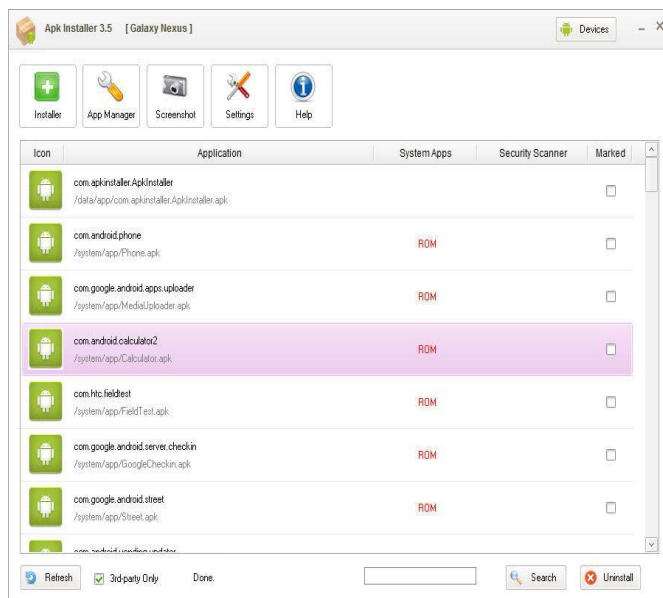 Apk Installer 3.5 [ Galaxy Nexus ] Devices
Installer App Manager Screenshot Settings Help
Icon Application System Apps Security Scanner Marked
com.apkinstaller.ApkInstaller
/data/app/com.apkinstaller.ApkInstaller.apk
com.android.phone
/system/app/Phone.apk
ROM
com.google.android.apps.uploader
/system/app/MediaUploader.apk
ROM
com.android.calculator2
/system/app/Calculator.apk
ROM
com.htc.fieldtest
/system/app/FieldTest.apk
ROM
com.google.android.server.checkin
/system/app/GoogleCheckin.apk
ROM
com.google.android.street
/system/app/Street.apk
ROM
com.android.vending.updater
Refresh 3rd-party Only Done. Search Uninstall